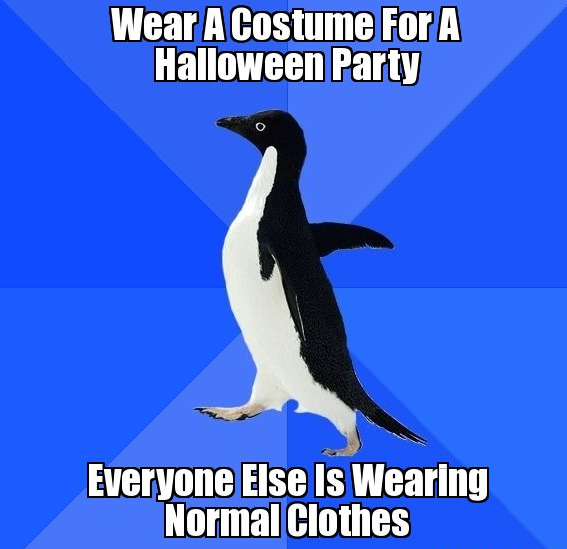 Wear A Costume For A
Halloween Party
Everyone Else Is Wearing
Normal Clothes